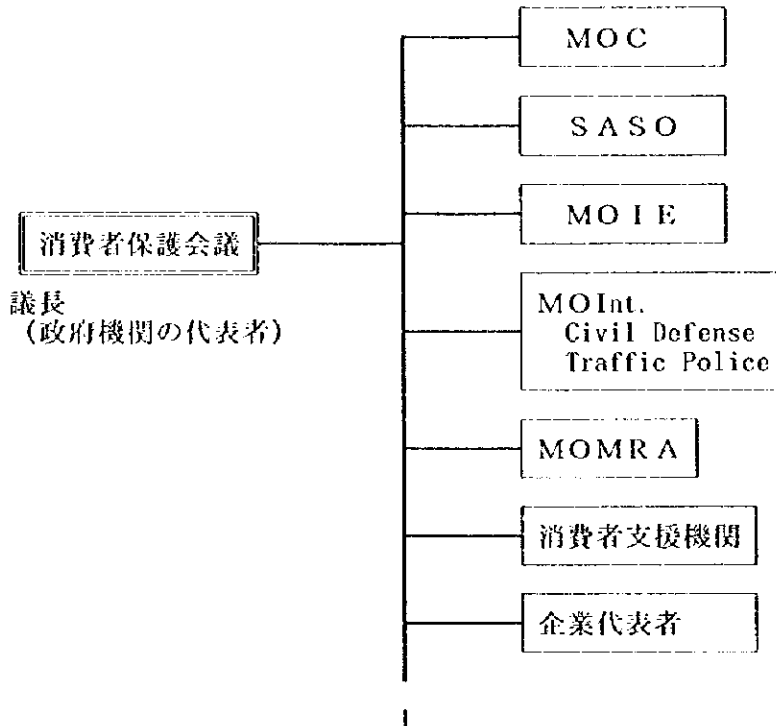 MOC
SASO
MOIE
消費者保護会議
議長
(政府機関の代表者)
MOInt.
Civil Defense
Traffic Police
MOMRA
消費者支援機関
企業代表者